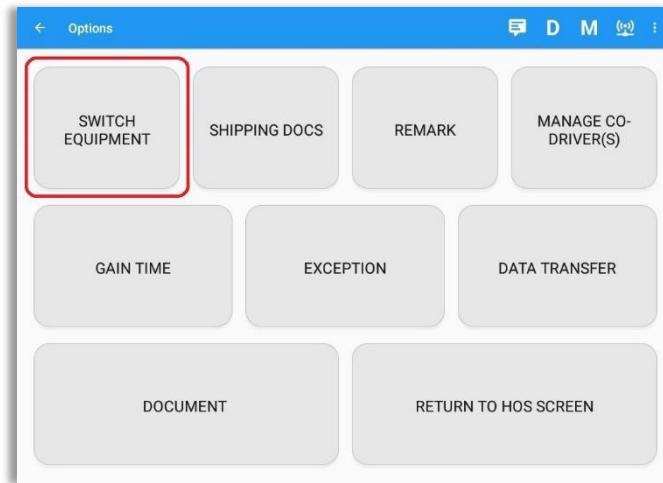 Options
D M
SWITCH
EQUIPMENT
SHIPPING DOCS
REMARK
MANAGE CO-
DRIVER(S)
GAIN TIME
EXCEPTION
DATA TRANSFER
DOCUMENT
RETURN TO HOS SCREEN